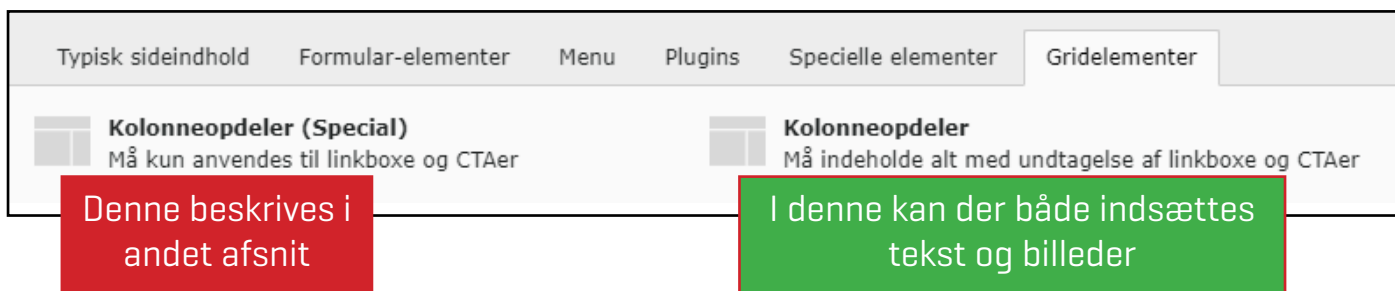 Typisk sideindhold Formular-elementer Menu Plugins Specielle elementer Gridelementer
Kolonneopdeler (Special)
Må kun anvendes til linkboxe og CTAer
Kolonneopdeler
Må indeholde alt med undtagelse af linkboxe og CTAer
Denne beskrives i
andet afsnit
I denne kan der både indsættes
tekst og billeder